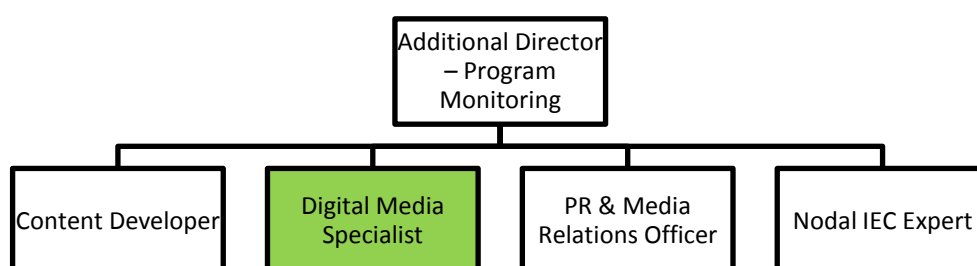 Additional Director
– Program
Monitoring
Content Developer
Digital Media
Specialist
PR & Media
Relations Officer
Nodal IEC Expert